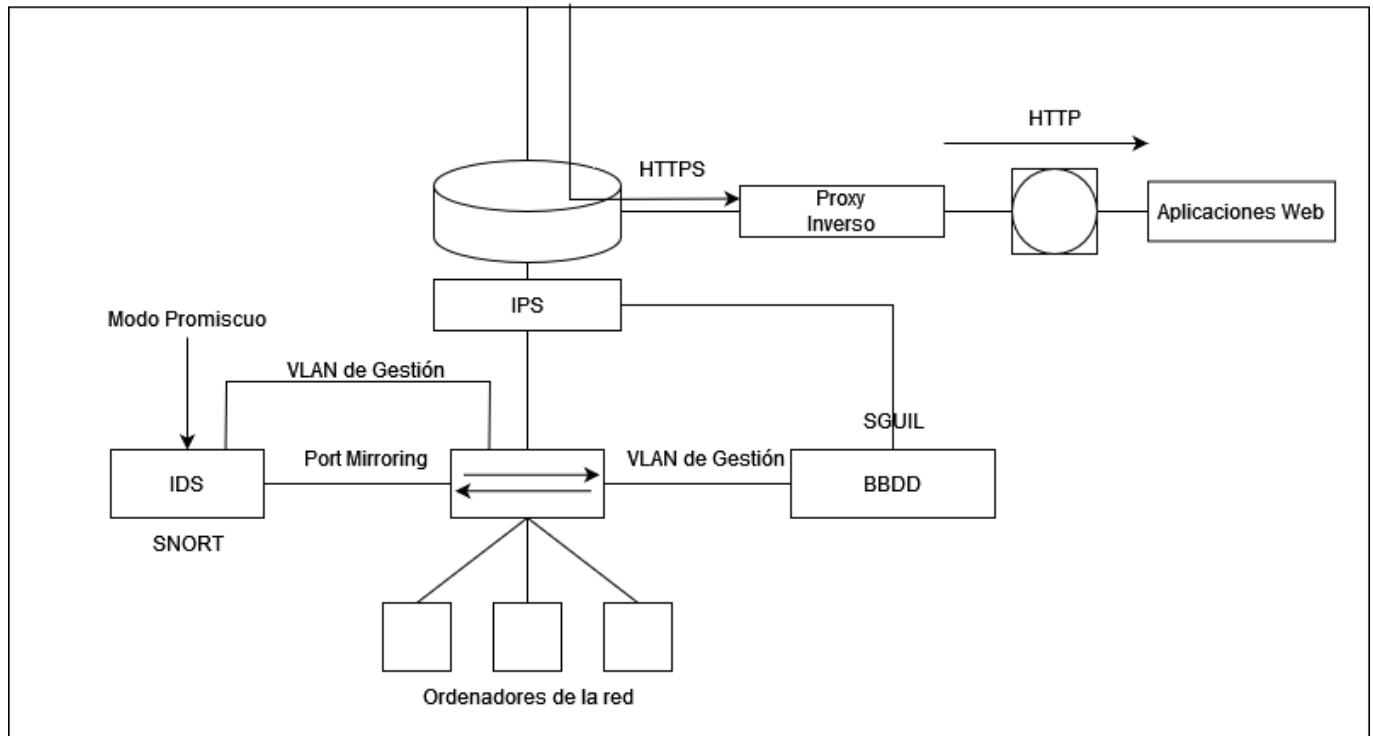 HTTP
HTTPS
Proxy
Inverso
Aplicaciones Web
IPS
Modo Promiscuo
VLAN de Gestión
SGUIL
Port Mirroring
VLAN de Gestión
IDS
BBDD
SNORT
Ordenadores de la red